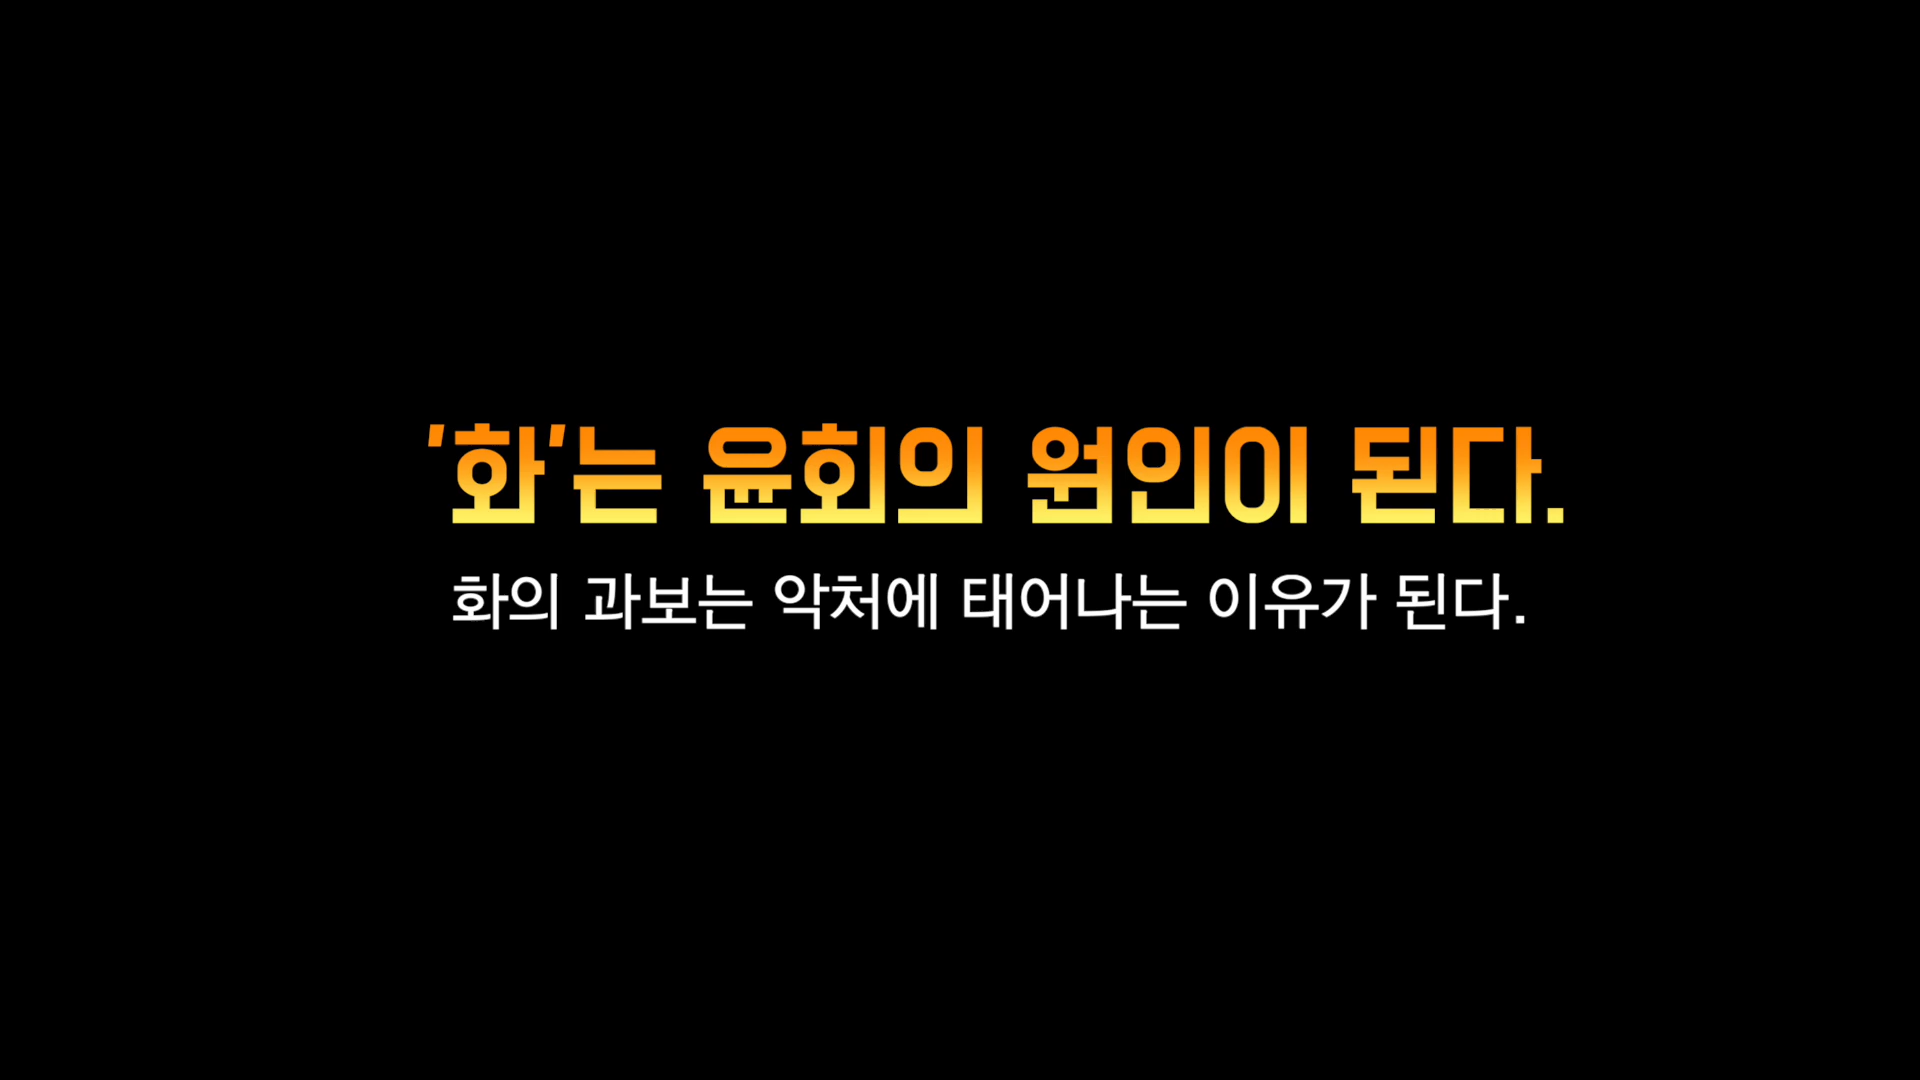 '화'는 윤회의 원인이 된다.
화의 과보는 악처에 태어나는 이유가 된다.